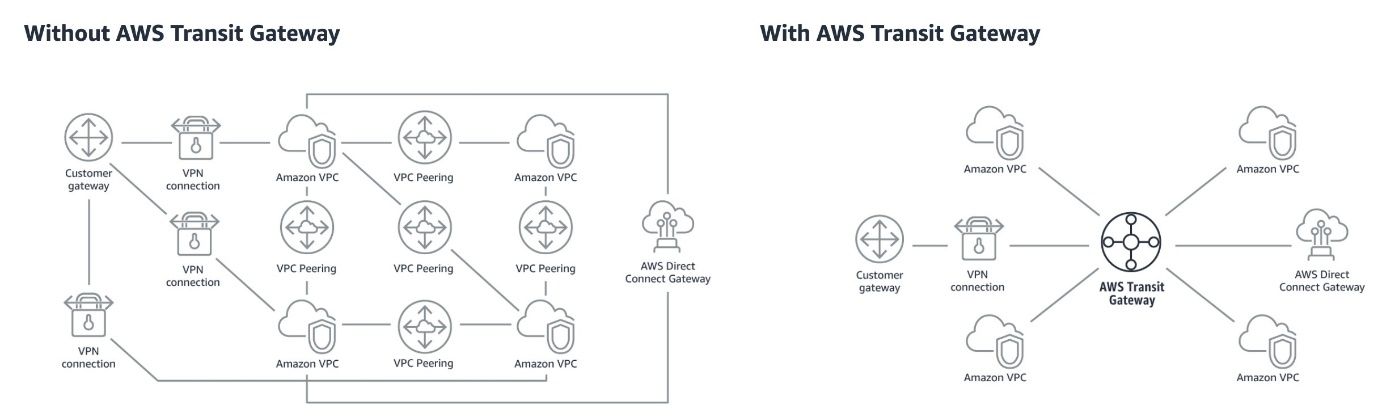 Without AWS Transit Gateway
Customer
gateway
VPN
connection
Amazon VPC
VPC Peering
Amazon VPC
VPN
connection
VPC Peering
VPC Peering
VPC Peering
AWS Direct
Connect Gateway
VPN
connection
Amazon VPC
VPC Peering
Amazon VPC
With AWS Transit Gateway
Amazon VPC
Amazon VPC
Customer
gateway
VPN
connection
AWS Transit
Gateway
AWS Direct
Connect Gateway
Amazon VPC
Amazon VPC